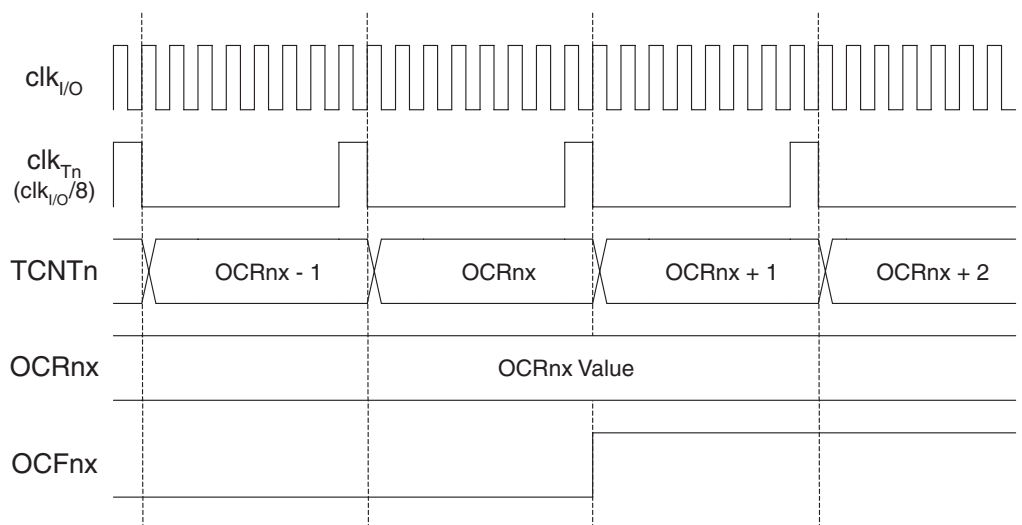 clkI/O
clkTn
(clkI/O/8)
TCNTn
OCRnx - 1
OCRnx
OCRnx + 1
OCRnx + 2
OCRnx
OCRnx Value
OCFnx